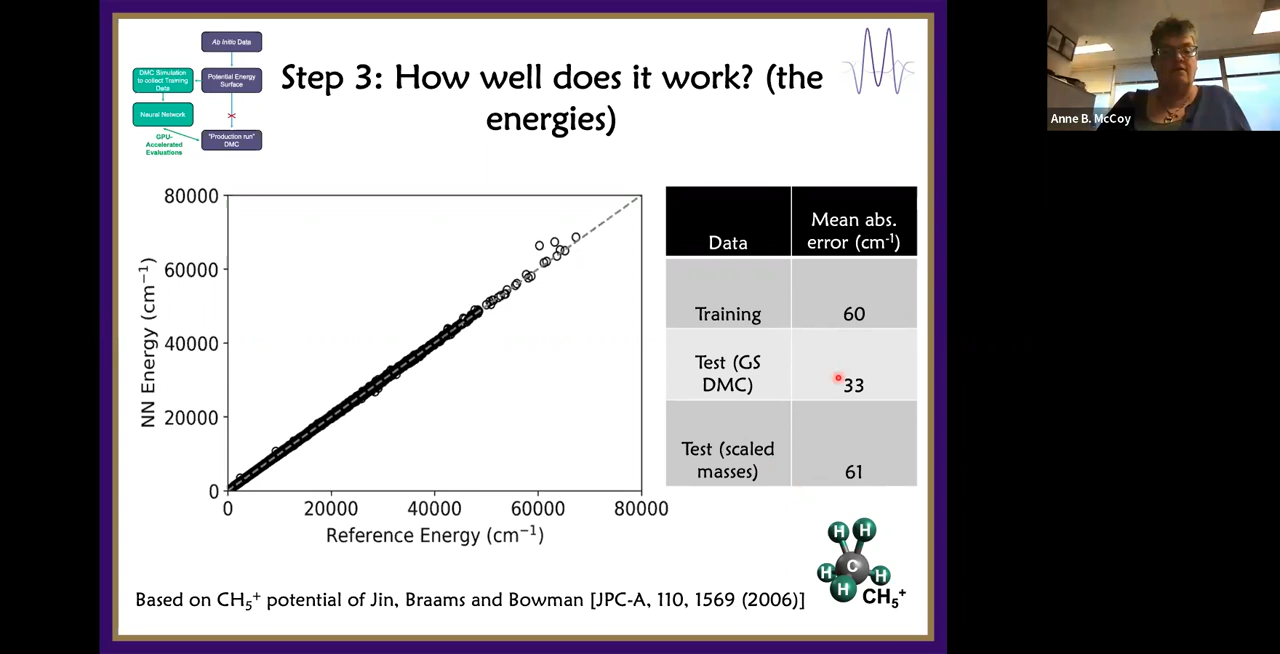 Ab Initio Data
DMC Simulation
to collect Training
Data
Potential Energy
Surface
Neural Network
GPU-
Accelerated
Evaluations
"Production run"
DMC
Step 3: How well does it work? (the
energies)
Anne B. McCoy
80000
60000
40000
20000
0
NN Energy (cm⁻¹)
0 20000 40000 60000 80000
Reference Energy (cm⁻¹)
Data
Mean abs.
error (cm⁻¹)
Training 60
Test (GS
DMC) 33
Test (scaled
masses) 61
H H
C
H H
H
CH₅⁺
Based on CH₅⁺ potential of Jin, Braams and Bowman [JPC-A, 110, 1569 (2006)]